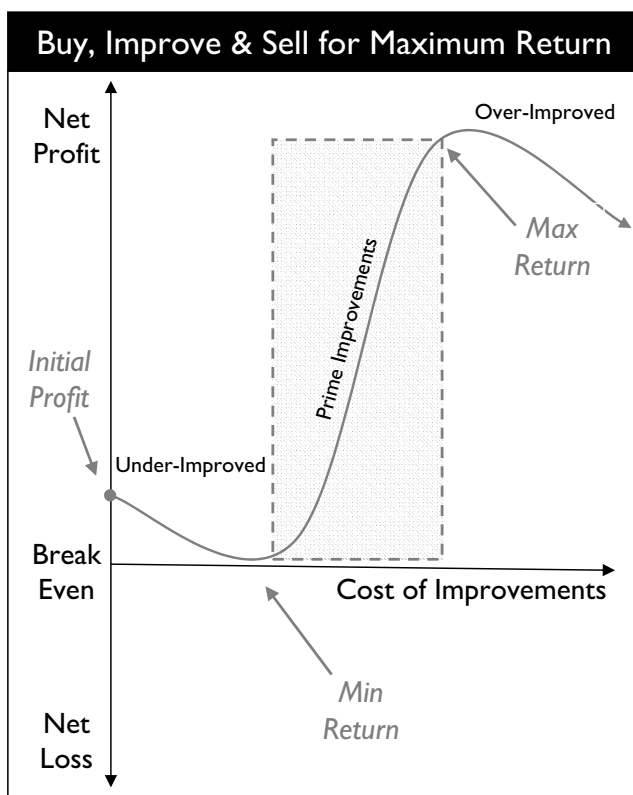 Buy, Improve & Sell for Maximum Return
Net
Profit
Over-Improved
Max
Return
Prime Improvements
Initial
Profit
Under-Improved
Break
Even
Cost of Improvements
Min
Return
Net
Loss